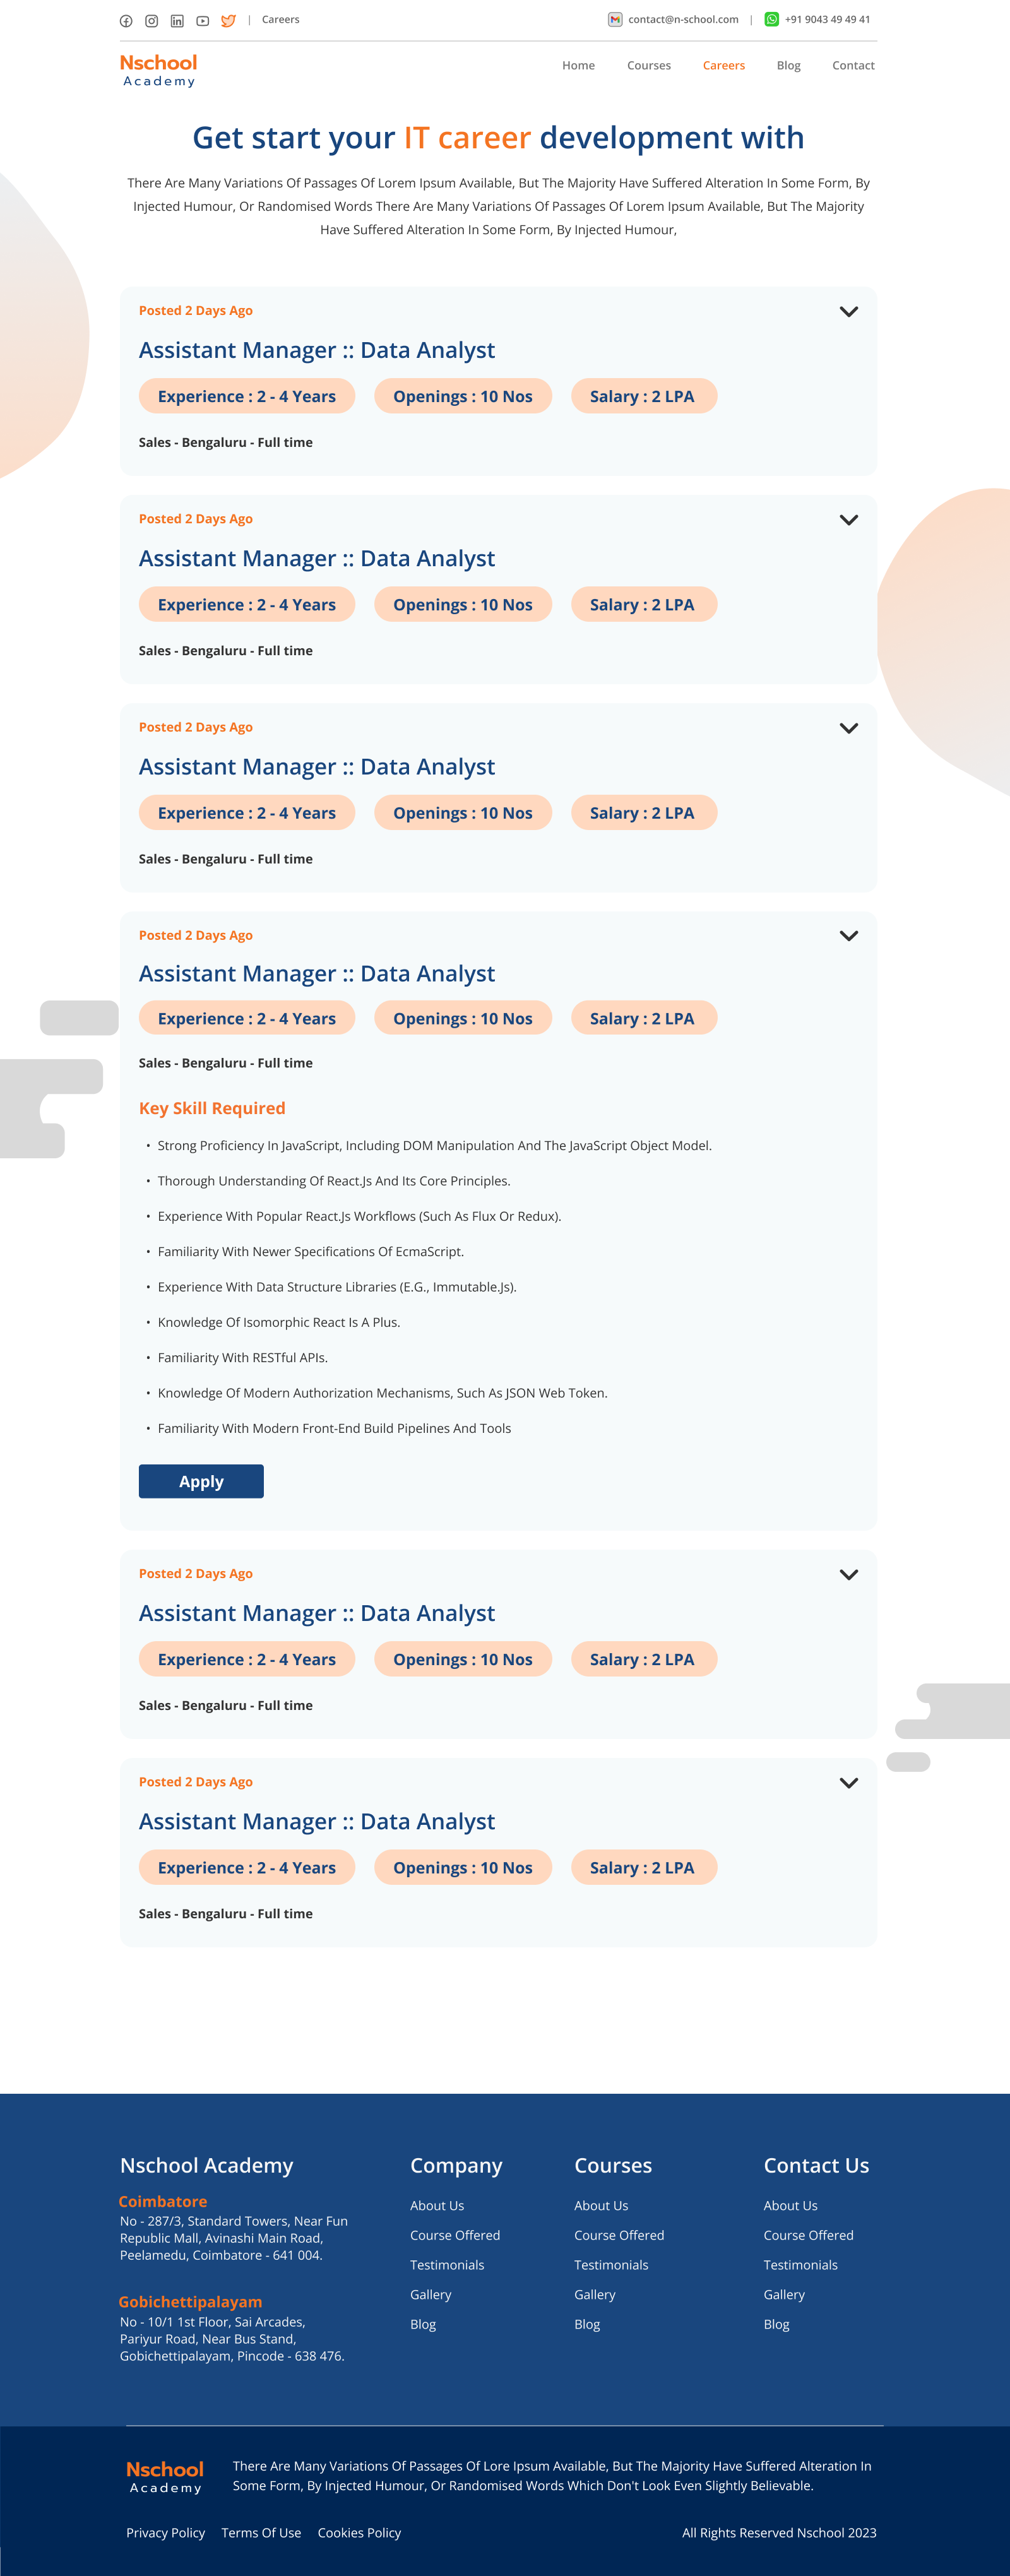 | Careers
contact@n-school.com | +91 9043 49 49 41
Nschool
Academy
Home Courses Careers Blog Contact
Get start your IT career development with
There Are Many Variations Of Passages Of Lorem Ipsum Available, But The Majority Have Suffered Alteration In Some Form, By
Injected Humour, Or Randomised Words There Are Many Variations Of Passages Of Lorem Ipsum Available, But The Majority
Have Suffered Alteration In Some Form, By Injected Humour,
Posted 2 Days Ago
Assistant Manager :: Data Analyst
Experience : 2 - 4 Years Openings : 10 Nos Salary : 2 LPA
Sales - Bengaluru - Full time
Posted 2 Days Ago
Assistant Manager :: Data Analyst
Experience : 2 - 4 Years Openings : 10 Nos Salary : 2 LPA
Sales - Bengaluru - Full time
Posted 2 Days Ago
Assistant Manager :: Data Analyst
Experience : 2 - 4 Years Openings : 10 Nos Salary : 2 LPA
Sales - Bengaluru - Full time
Posted 2 Days Ago
Assistant Manager :: Data Analyst
Experience : 2 - 4 Years Openings : 10 Nos Salary : 2 LPA
Sales - Bengaluru - Full time
Key Skill Required
• Strong Proficiency In JavaScript, Including DOM Manipulation And The JavaScript Object Model.
• Thorough Understanding Of React.Js And Its Core Principles.
• Experience With Popular React.Js Workflows (Such As Flux Or Redux).
• Familiarity With Newer Specifications Of EcmaScript.
• Experience With Data Structure Libraries (E.G., Immutable.Js).
• Knowledge Of Isomorphic React Is A Plus.
• Familiarity With RESTful APIs.
• Knowledge Of Modern Authorization Mechanisms, Such As JSON Web Token.
• Familiarity With Modern Front-End Build Pipelines And Tools
Apply
Posted 2 Days Ago
Assistant Manager :: Data Analyst
Experience : 2 - 4 Years Openings : 10 Nos Salary : 2 LPA
Sales - Bengaluru - Full time
Posted 2 Days Ago
Assistant Manager :: Data Analyst
Experience : 2 - 4 Years Openings : 10 Nos Salary : 2 LPA
Sales - Bengaluru - Full time
Nschool Academy
Coimbatore
No - 287/3, Standard Towers, Near Fun
Republic Mall, Avinashi Main Road,
Peelamedu, Coimbatore - 641 004.
Gobichettipalayam
No - 10/1 1st Floor, Sai Arcades,
Pariyur Road, Near Bus Stand,
Gobichettipalayam, Pincode - 638 476.
Company
About Us
Course Offered
Testimonials
Gallery
Blog
Courses
About Us
Course Offered
Testimonials
Gallery
Blog
Contact Us
About Us
Course Offered
Testimonials
Gallery
Blog
Nschool
Academy
There Are Many Variations Of Passages Of Lore Ipsum Available, But The Majority Have Suffered Alteration In
Some Form, By Injected Humour, Or Randomised Words Which Don't Look Even Slightly Believable.
Privacy Policy Terms Of Use Cookies Policy
All Rights Reserved Nschool 2023